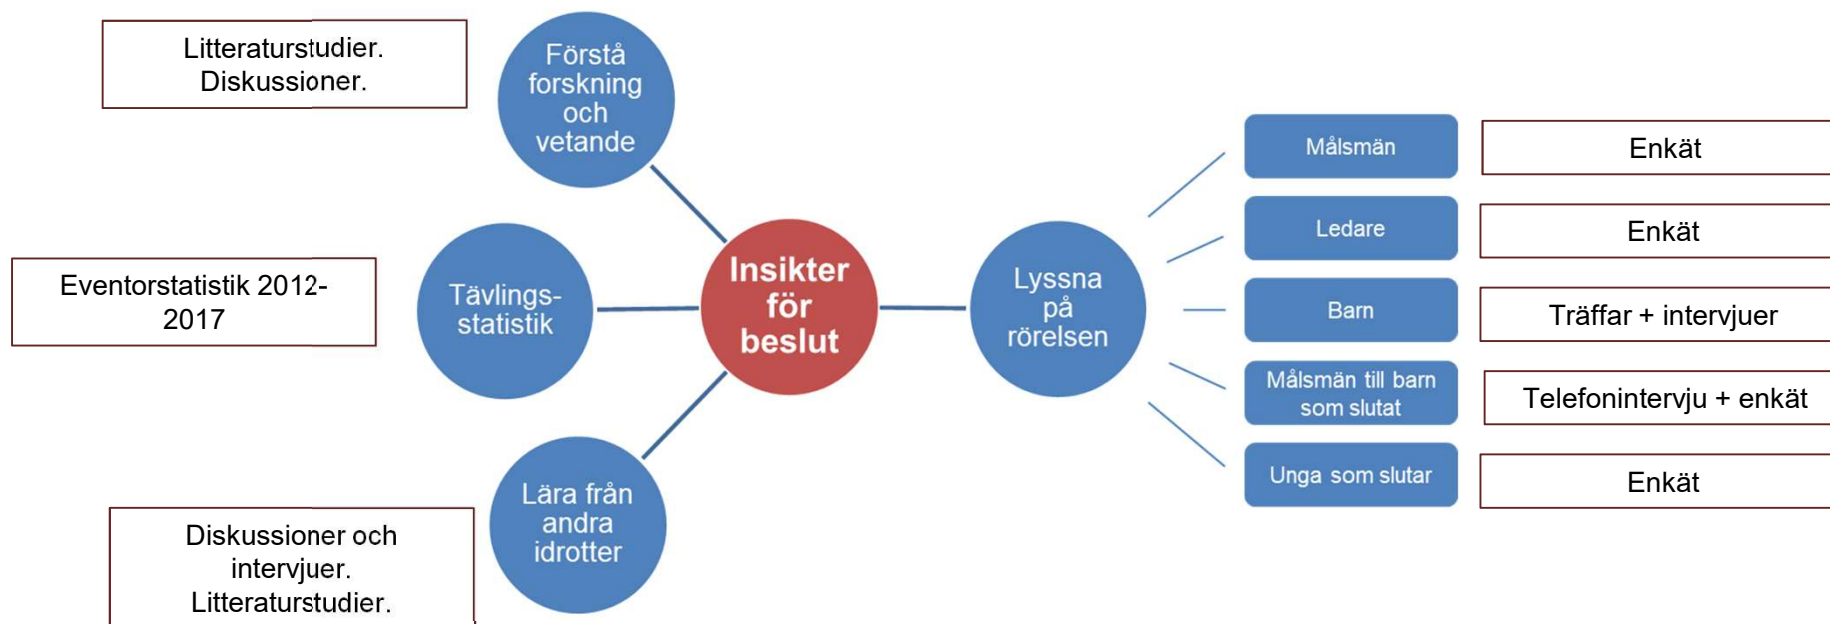 Litteraturstudier.
Diskussioner.
Förstå
forskning
och
vetande
Eventorstatistik 2012-
2017
Tävlings-
statistik
Diskussioner och
intervjuer.
Litteraturstudier.
Lära från
andra
idrotter
Insikter
för
beslut
Lyssna
på
rörelsen
Målsmän
Enkät
Ledare
Enkät
Barn
Träffar + intervjuer
Målsmän till barn
som slutat
Telefonintervju + enkät
Unga som slutar
Enkät